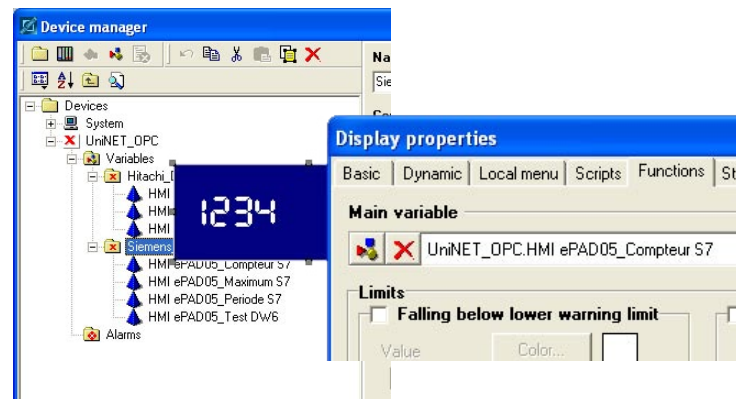 Device manager
Na
Sie
Devices
System
UniNET_OPC
Variables
Hitachi_
HMI
HMI
HMI
Siemens
HMI ePAD05_Compteur S7
HMI ePAD05_Maximum S7
HMI ePAD05_Periode S7
HMI ePAD05_Test DW6
Alarms
1234
Display properties
Basic Dynamic Local menu Scripts Functions St
Main variable
UniNET_OPC.HMI ePAD05_Compteur S7
Limits
Falling below lower warning limit
Value Color...